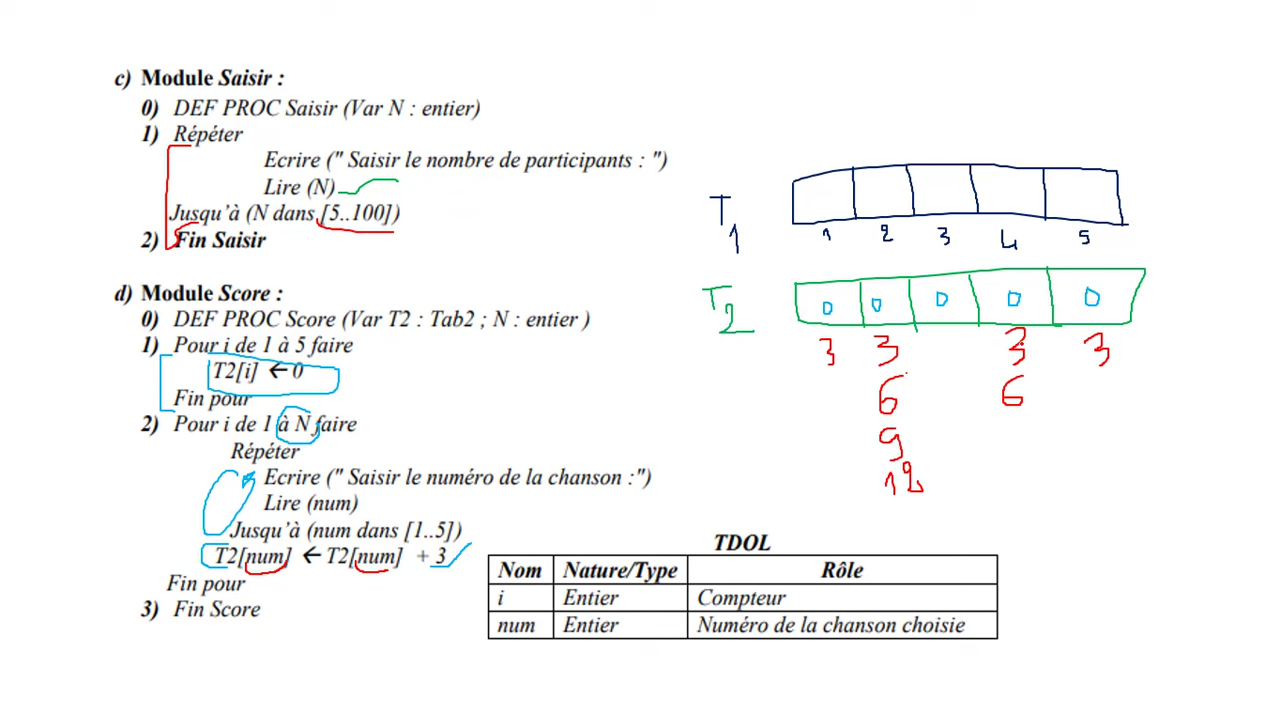 c) Module Saisir :
0) DEF PROC Saisir (Var N : entier)
1) Répéter
Ecrire (" Saisir le nombre de participants : ")
Lire (N)
Jusqu'à (N dans [5..100])
2) Fin Saisir
d) Module Score :
0) DEF PROC Score (Var T2 : Tab2 ; N : entier )
1) Pour i de 1 à 5 faire
T2[i] ← 0
Fin pour
2) Pour i de 1 à N faire
Répéter
Ecrire (" Saisir le numéro de la chanson :")
Lire (num)
Jusqu'à (num dans [1..5])
T2[num] ← T2[num] + 3
Fin pour
3) Fin Score
T1
1 2 3 4 5
T2
0 0 0 0 0
3 3 3 3
6 6
9
12
TDOL
Nom Nature/Type Rôle
i Entier Compteur
num Entier Numéro de la chanson choisie